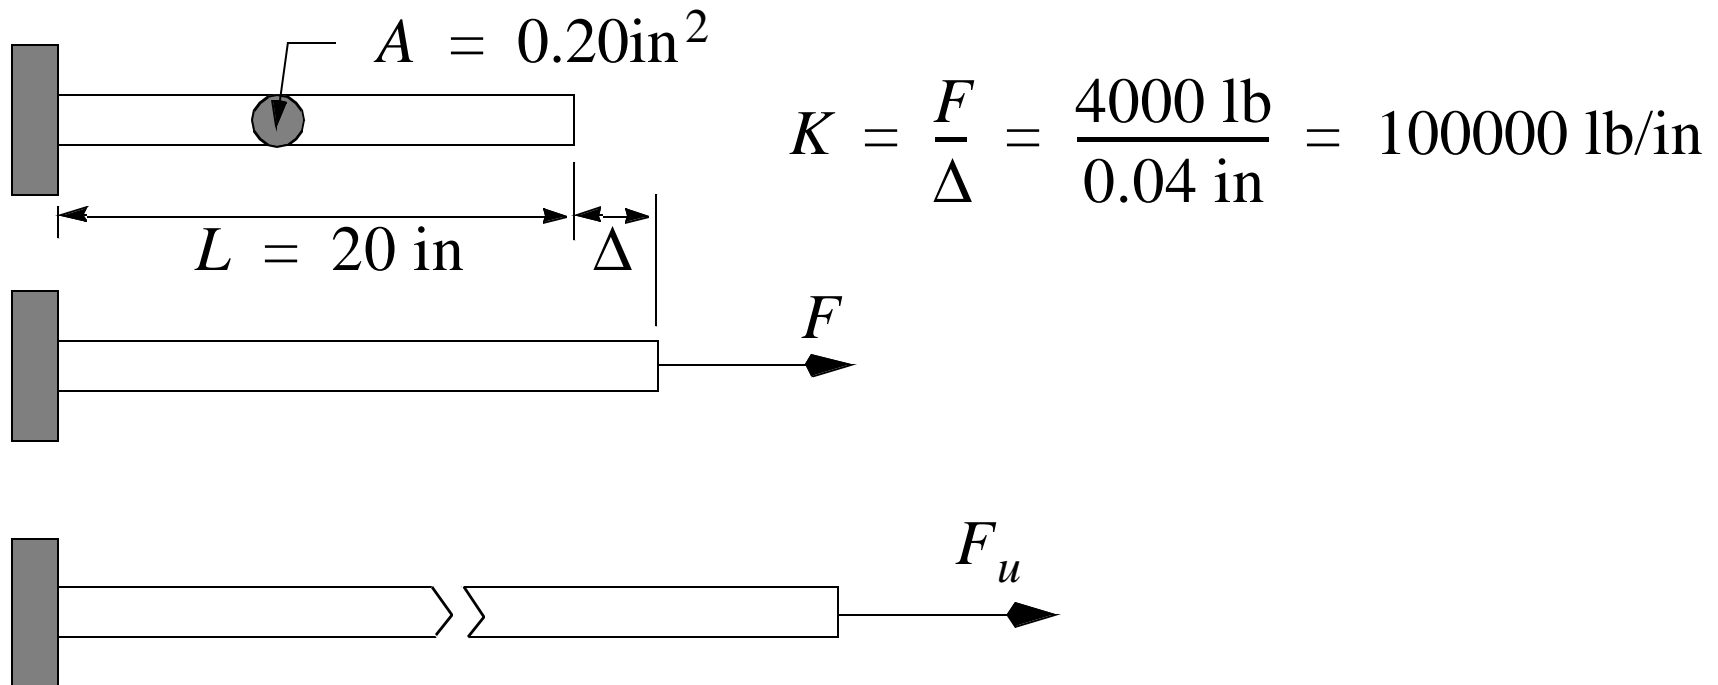 A = 0.20in²
K = F/Δ = 4000 lb/0.04 in = 100000 lb/in
L = 20 in
Δ
F
F_u